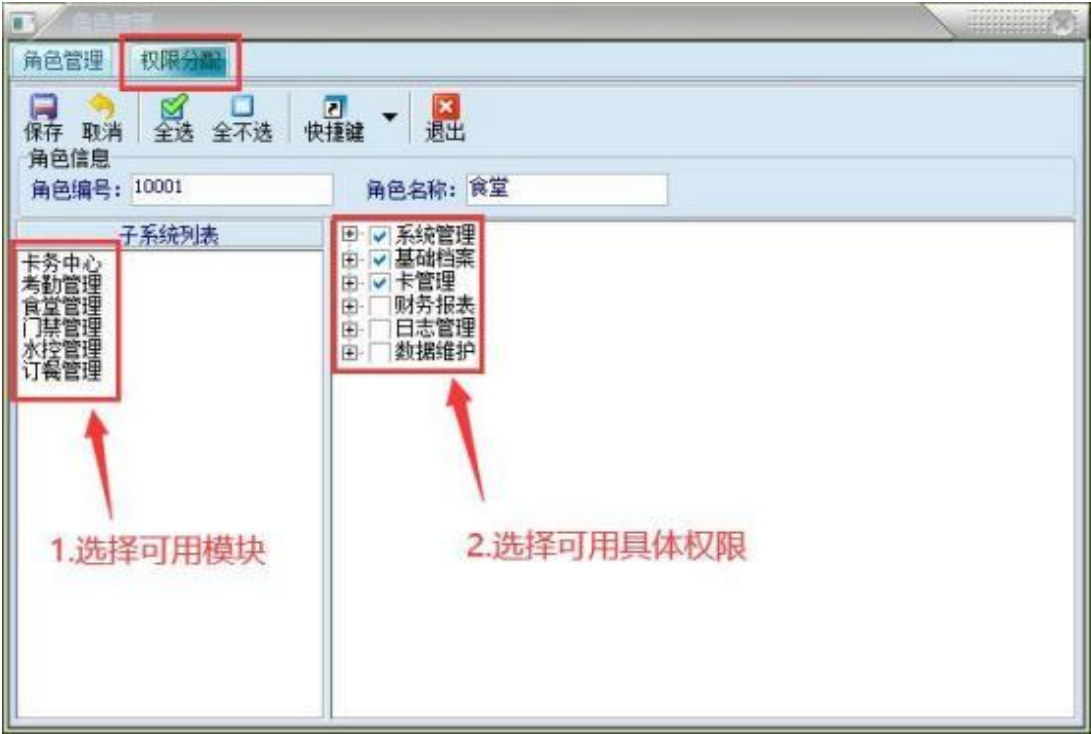 角色管理
角色管理 权限分配
保存 取消 全选 全不选 快捷鍵 退出
角色信息
角色编号: 10001 角色名称: 食堂
子系统列表
卡务中心
考勤管理
食堂管理
门禁管理
水控管理
订餐管理
系统管理
基础档案
卡管理
财务报表
日志管理
数据维护
1.选择可用模块
2.选择可用具体权限